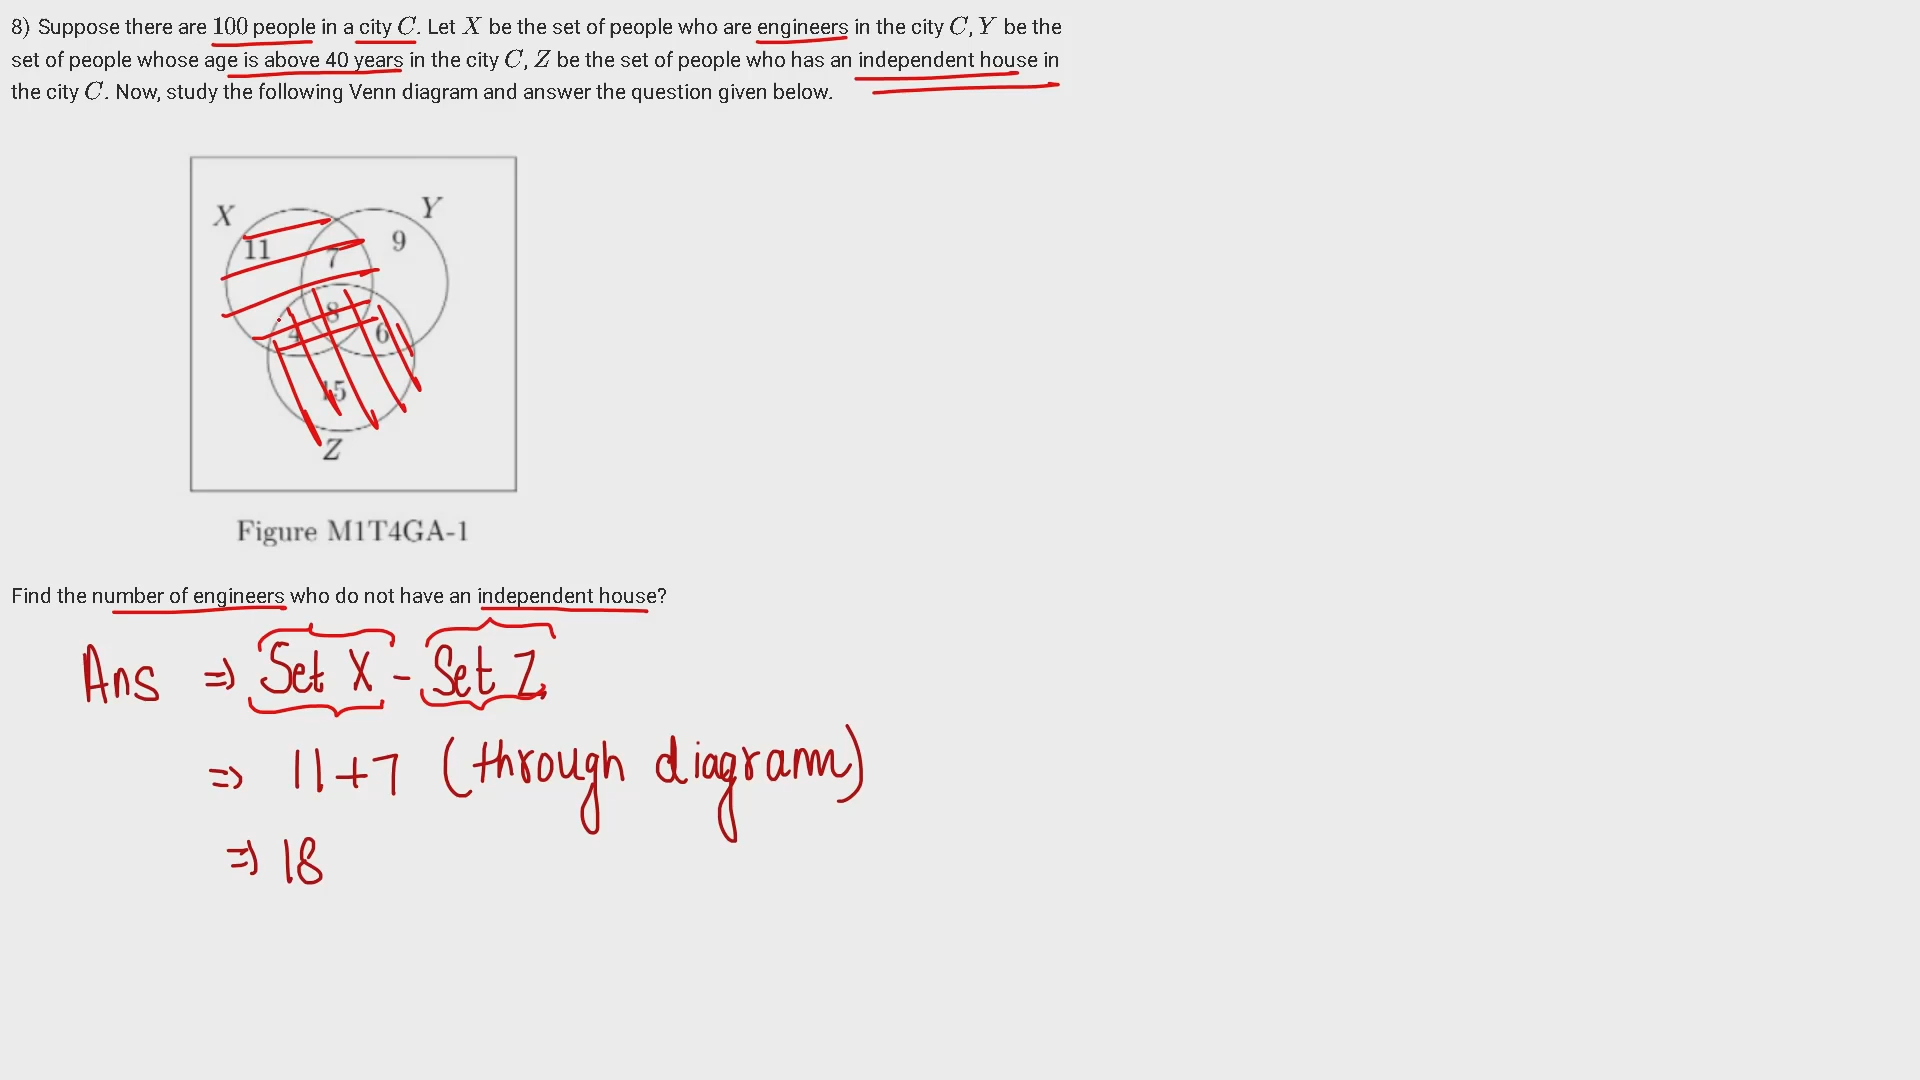 8) Suppose there are 100 people in a city C. Let X be the set of people who are engineers in the city C, Y be the
set of people whose age is above 40 years in the city C, Z be the set of people who has an independent house in
the city C. Now, study the following Venn diagram and answer the question given below.
X
Y
11
7
9
8
4
6
15
Z
Figure M1T4GA-1
Find the number of engineers who do not have an independent house?
Ans ⇒ Set X - Set Z
⇒ 11+7 (through diagram)
⇒ 18